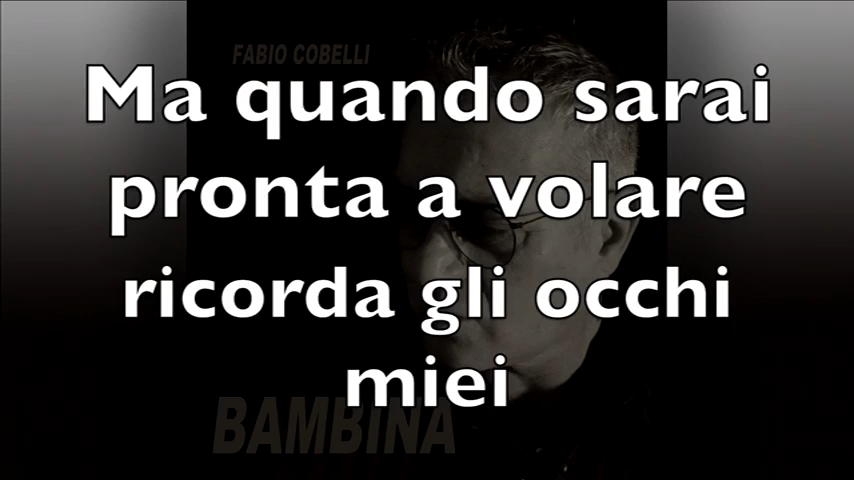 FABIO COBELLI
Ma quando sarai
pronta a volare
ricorda gli occhi
miei
BAMBINA